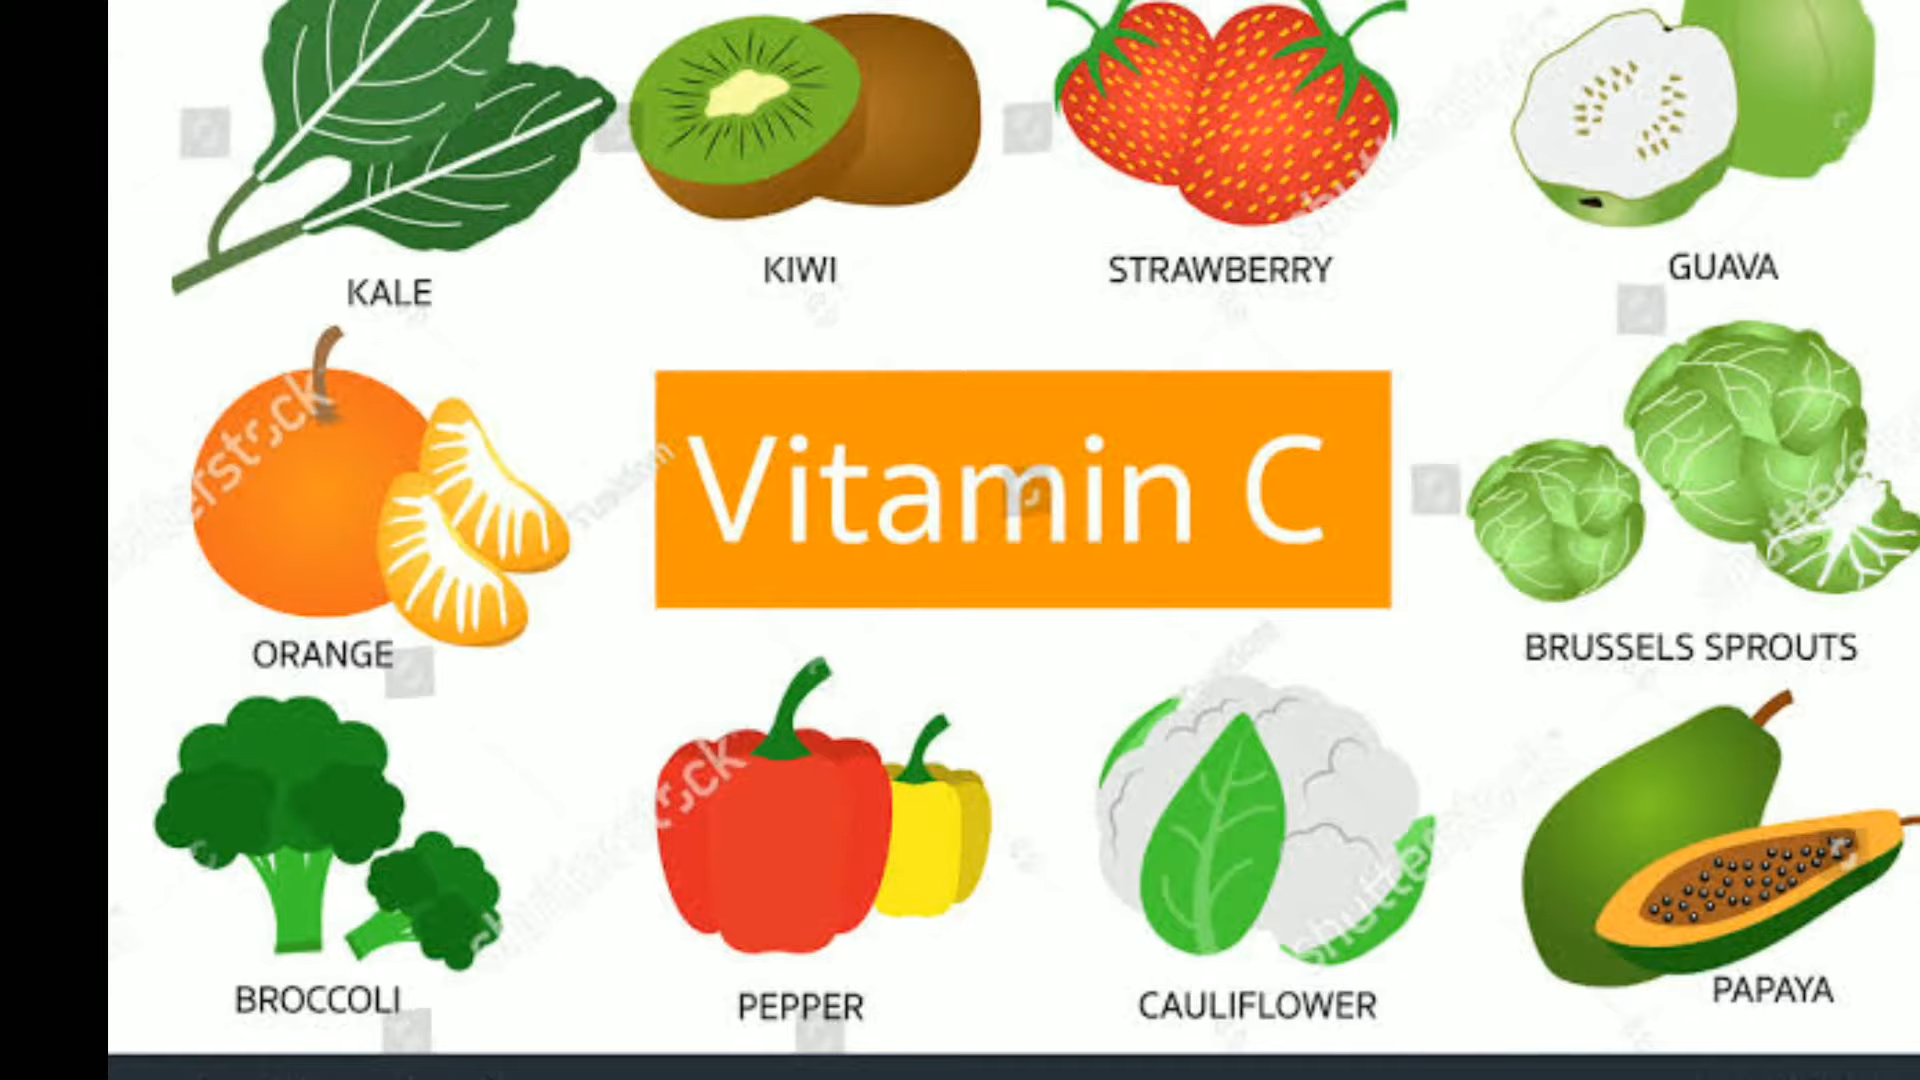 KALE
KIWI
STRAWBERRY
GUAVA
ORANGE
Vitamin C
BRUSSELS SPROUTS
BROCCOLI
PEPPER
CAULIFLOWER
PAPAYA